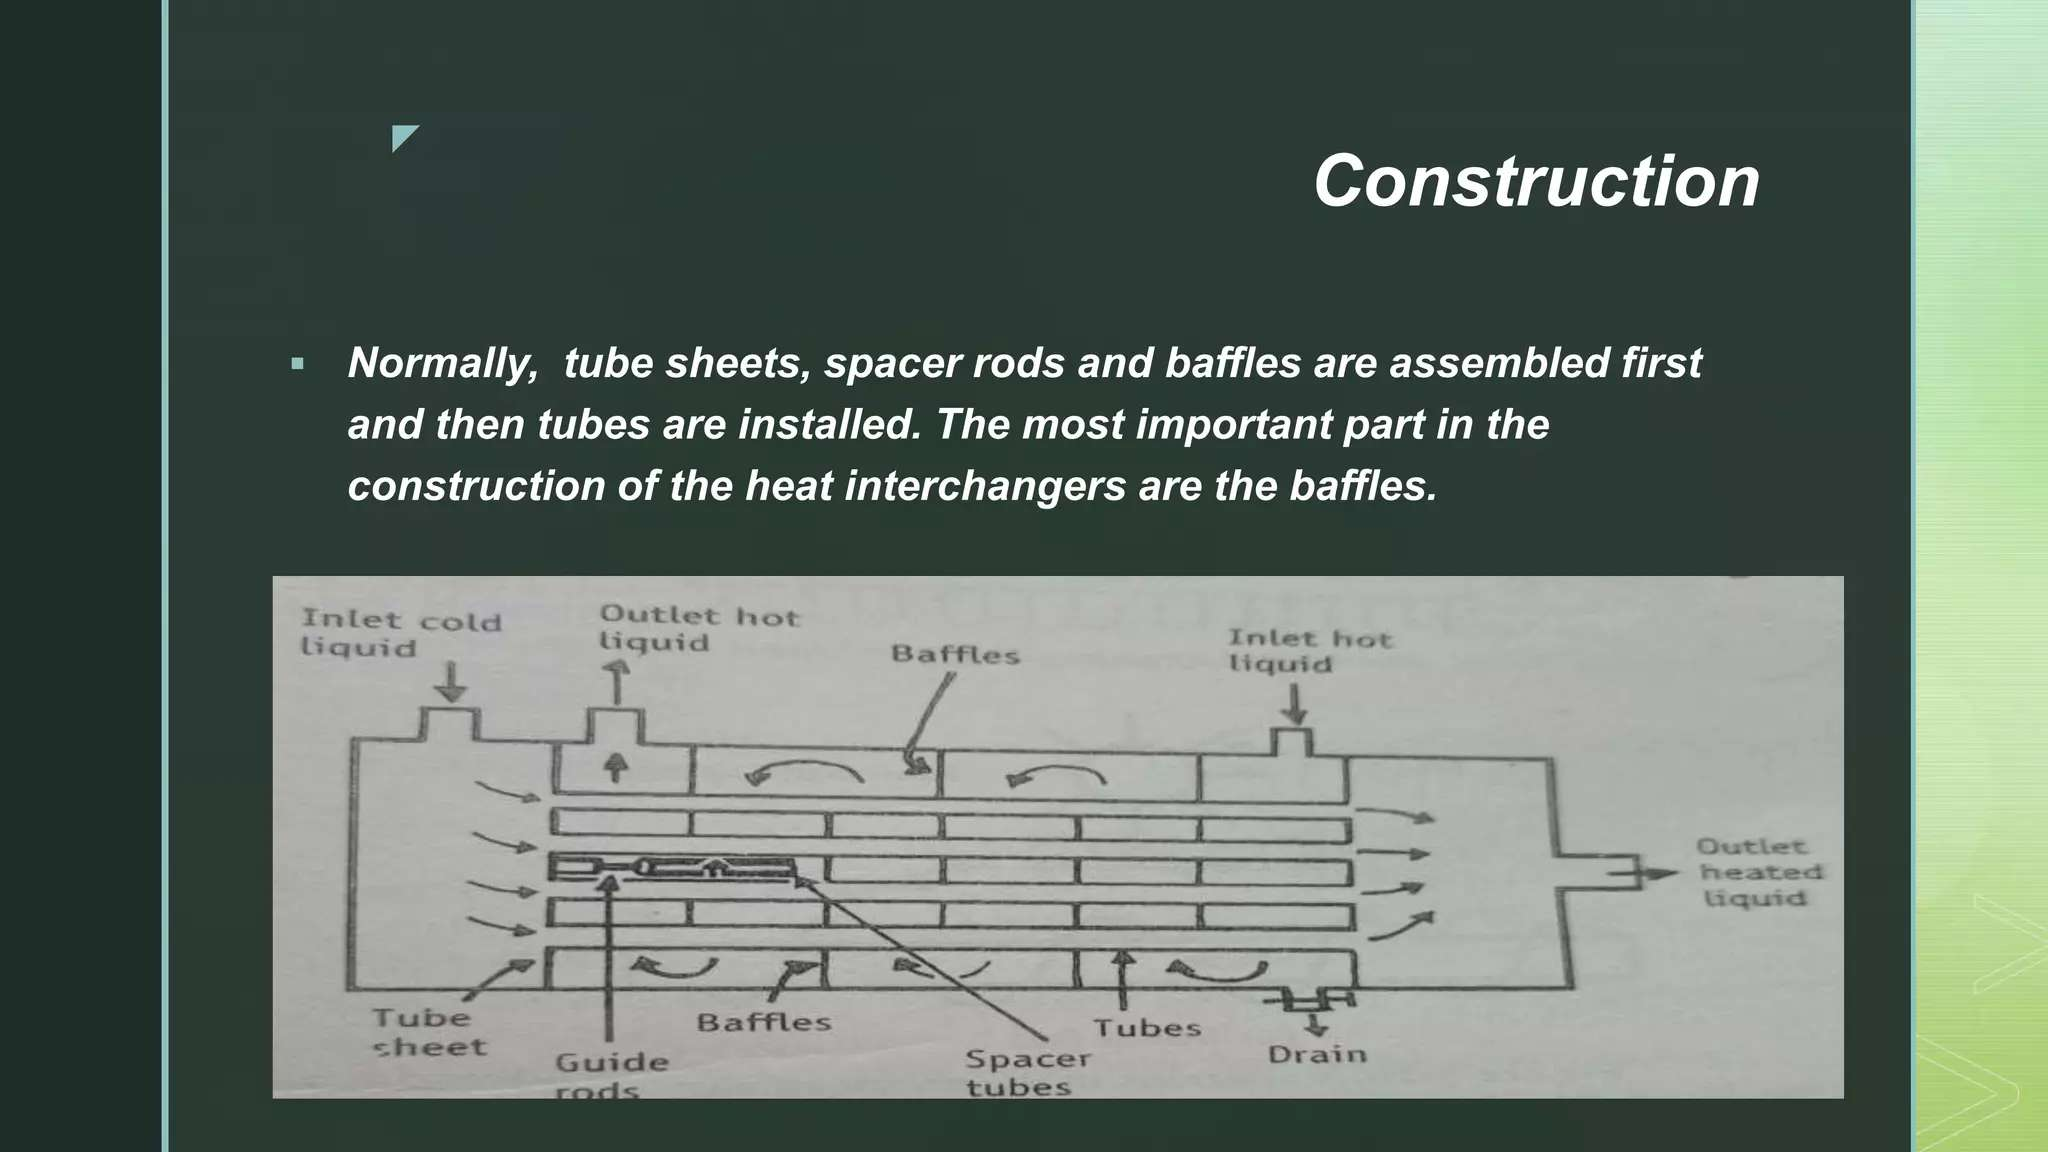 Construction
Normally, tube sheets, spacer rods and baffles are assembled first
and then tubes are installed. The most important part in the
construction of the heat interchangers are the baffles.
Inlet cold
liquid
Outlet hot
liquid
Baffles
Inlet hot
liquid
Outlet
heated
liquid
Tube
sheet
Guide
rods
Baffles
Spacer
tubes
Tubes
Drain